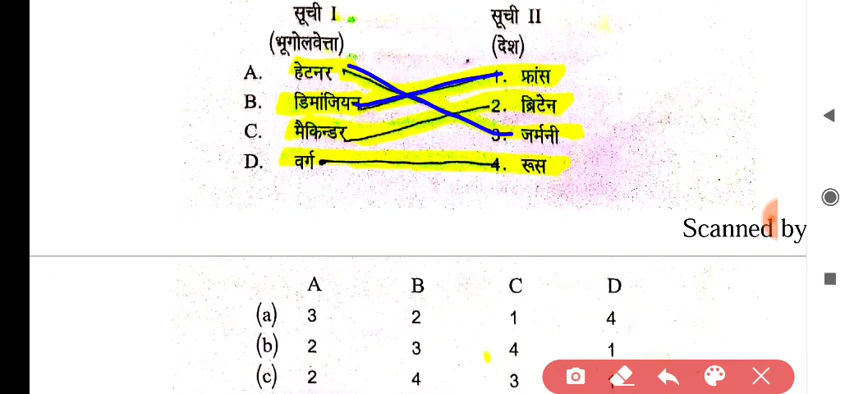 सूची I सूची II
(भूगोलवेत्ता) (देश)
A. हेटनर 1. फ्रांस
B. डिमांजियन 2. ब्रिटेन
C. मैकिन्डर 3. जर्मनी
D. वर्ग 4. रूस
Scanned by
A B C D
(a) 3 2 1 4
(b) 2 3 4 1
(c) 2 4 3